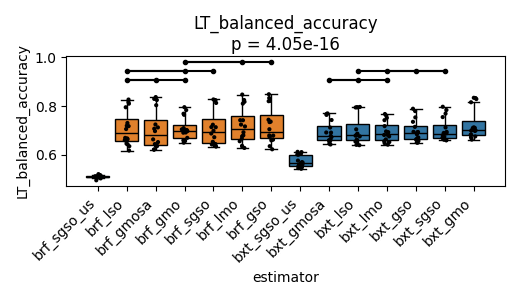 LT_balanced_accuracy
p = 4.05e-16
LT_balanced_accuracy
1.0
0.8
0.6
brf_sgso_us
brf_lso
brf_gmosa
brf_gmo
brf_sgso
brf_lmo
brf_gso
bxt_sgso_us
bxt_gmosa
bxt_lso
bxt_lmo
bxt_gso
bxt_sgso
bxt_gmo
estimator